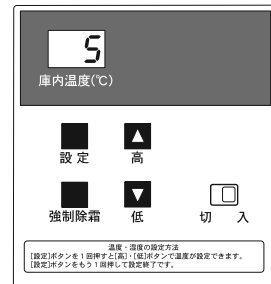 5
庫内温度(℃)
設定 高
強制除霜 低 切 入
温度・湿度の設定方法
[設定]ボタンを1回押すと[高]・[低]ボタンで温度が設定できます。
[設定]ボタンをもう1回押して設定終了です。